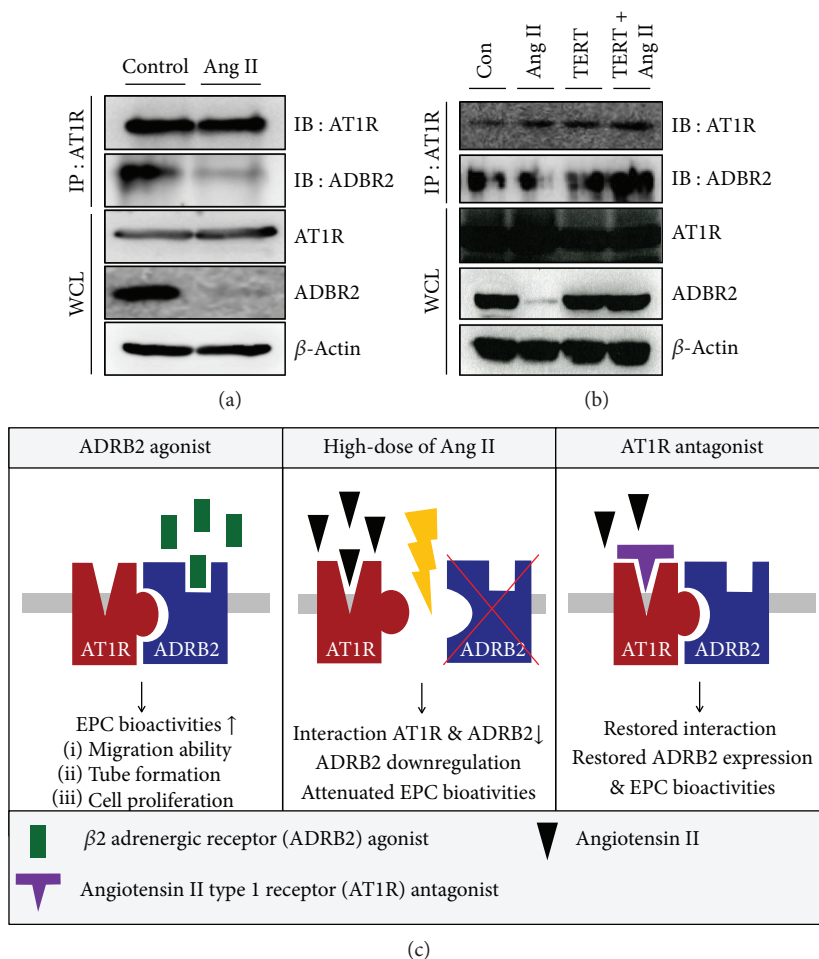 Control Ang II
IP : AT1R
IB : AT1R
IB : ADBR2
WCL
AT1R
ADBR2
β-Actin
(a)
Con
Ang II
TERT
TERT +
Ang II
IP : AT1R
IB : AT1R
IB : ADBR2
WCL
AT1R
ADBR2
β-Actin
(b)
ADRB2 agonist
AT1R ADRB2
EPC bioactivities ↑
(i) Migration ability
(ii) Tube formation
(iii) Cell proliferation
High-dose of Ang II
AT1R ADRB2
Interaction AT1R & ADRB2↓
ADRB2 downregulation
Attenuated EPC bioativities
AT1R antagonist
AT1R ADRB2
Restored interaction
Restored ADRB2 expression
& EPC bioactivities
β2 adrenergic receptor (ADRB2) agonist
Angiotensin II
Angiotensin II type 1 receptor (AT1R) antagonist
(c)